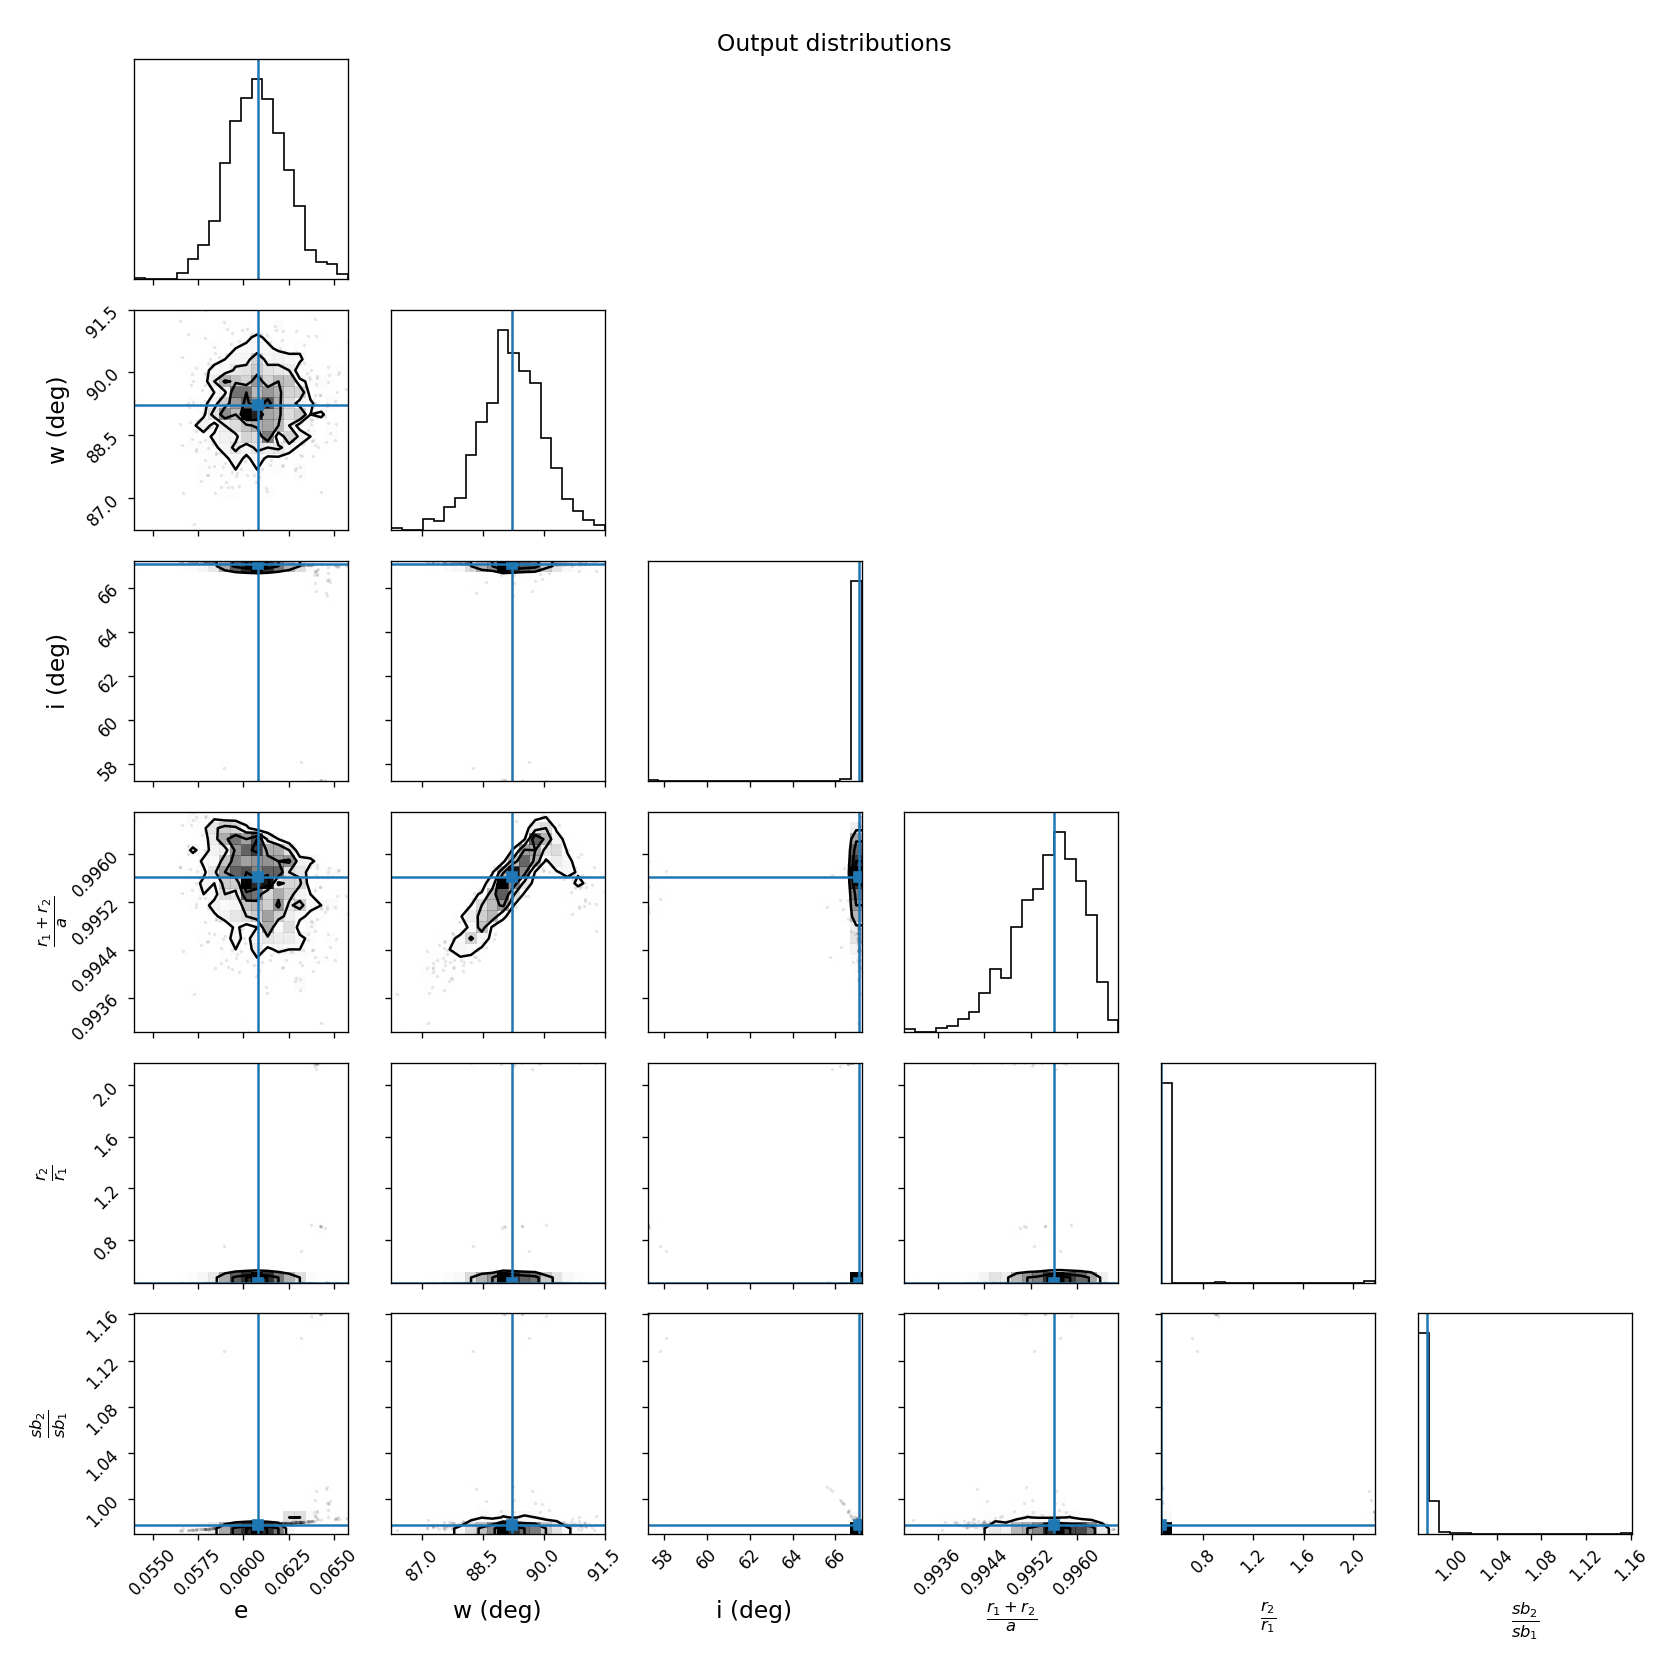 Output distributions
w (deg)
91.5
90.0
88.5
87.0
i (deg)
66
64
62
60
58
r₁ + r₂
a
0.9960
0.9952
0.9944
0.9936
r₂
r₁
2.0
1.6
1.2
0.8
sb₂
sb₁
1.16
1.12
1.08
1.04
1.00
0.0550 0.0575 0.0600 0.0625 0.0650
87.0 88.5 90.0 91.5
58 60 62 64 66
0.9936 0.9944 0.9952 0.9960
0.8 1.2 1.6 2.0
1.00 1.04 1.08 1.12 1.16
e
w (deg)
i (deg)
r₁ + r₂
a
r₂
r₁
sb₂
sb₁